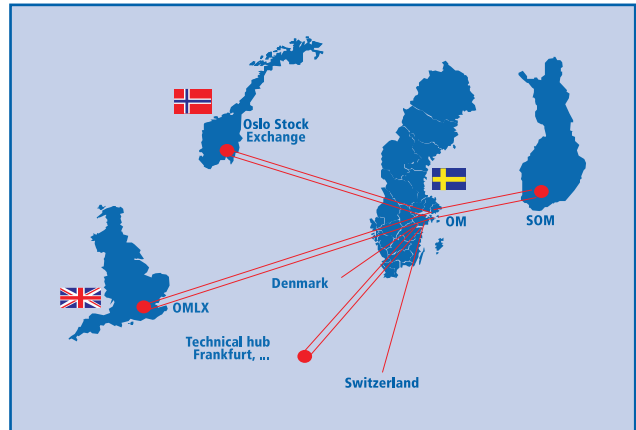 Oslo Stock
Exchange
OM
SOM
Denmark
OMLX
Technical hub
Frankfurt, ...
Switzerland